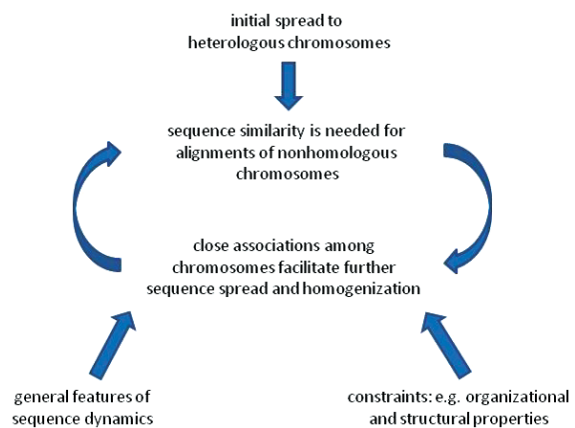 initial spread to
heterologous chromosomes
sequence similarity is needed for
alignments of nonhomologous
chromosomes
close associations among
chromosomes facilitate further
sequence spread and homogenization
general features of
sequence dynamics
constraints: e.g. organizational
and structural properties